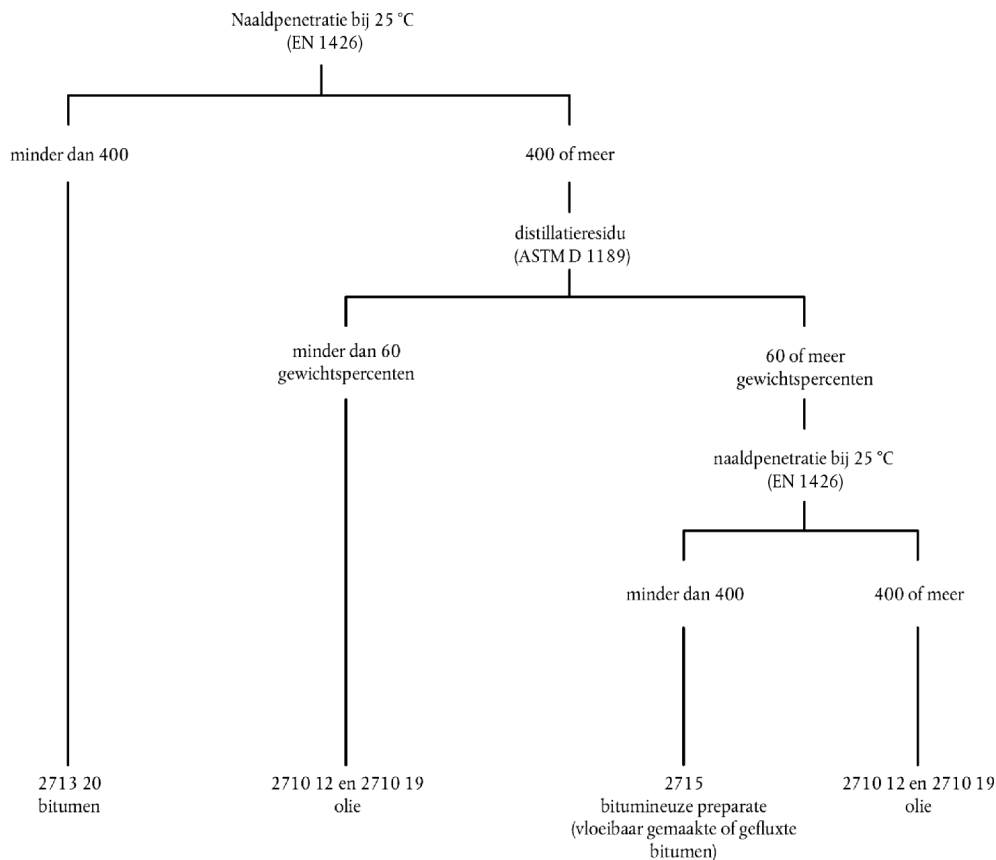 Naaldpenetratie bij 25 °C
(EN 1426)
minder dan 400
400 of meer
distillatieresidu
(ASTM D 1189)
minder dan 60
gewichtspercenten
60 of meer
gewichtspercenten
naaldpenetratie bij 25 °C
(EN 1426)
minder dan 400
400 of meer
2713 20
bitumen
2710 12 en 2710 19
olie
2715
bitumineuze preparate
(vloeibaar gemaakte of gefluxte
bitumen)
2710 12 en 2710 19
olie